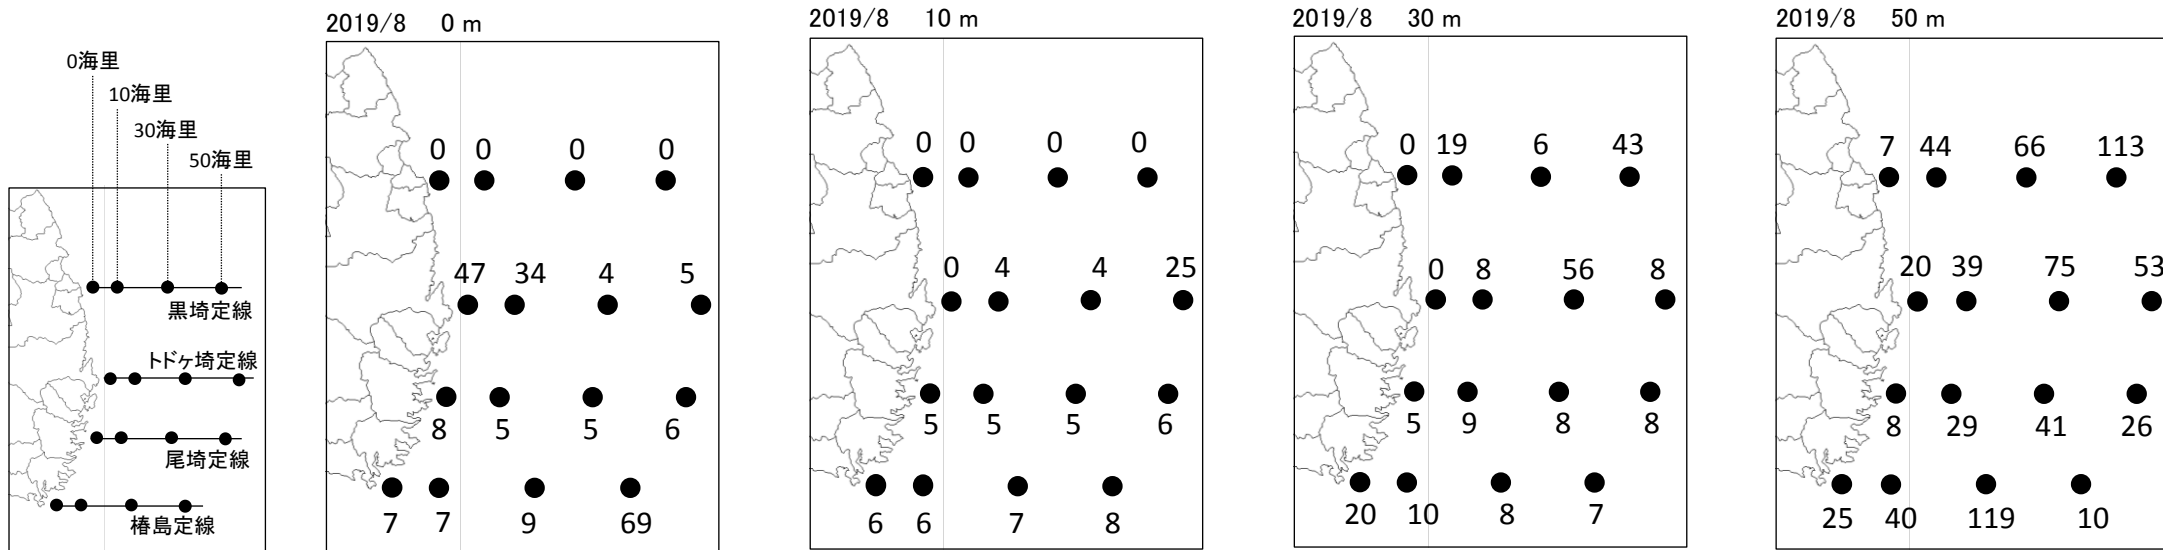 0海里
10海里
30海里
50海里
黒埼定線
トドヶ埼定線
尾埼定線
椿島定線
2019/8 0 m
0 0 0 0
47 34 4 5
8 5 5 6
7 7 9 69
2019/8 10 m
0 0 0 0
0 4 4 25
5 5 5 6
6 6 7 8
2019/8 30 m
0 19 6 43
0 8 56 8
5 9 8 8
20 10 8 7
2019/8 50 m
7 44 66 113
20 39 75 53
8 29 41 26
25 40 119 10